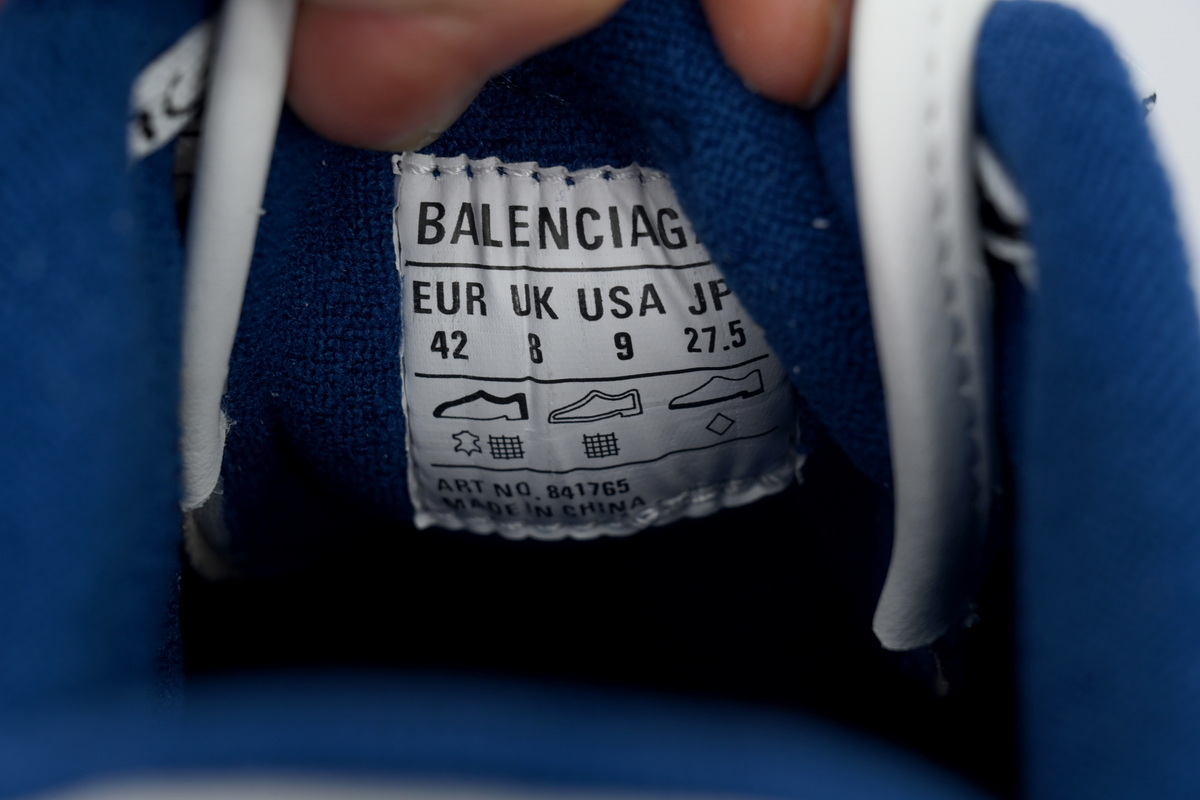 BALENCIAG
EUR UK USA JP
42 8 9 27.5
ART NO. 841765
MADE IN CHINA